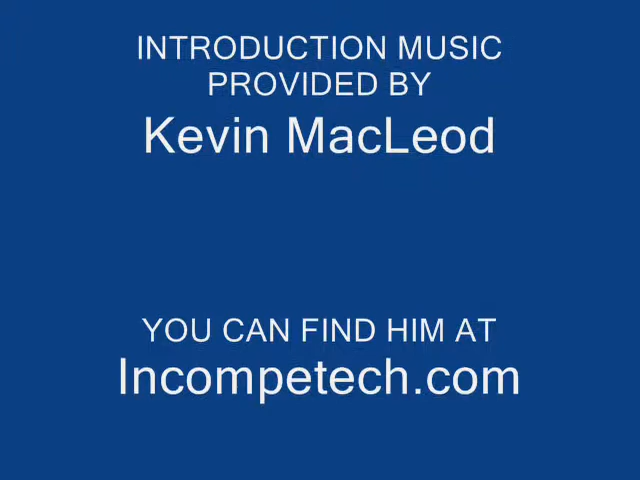 INTRODUCTION MUSIC
PROVIDED BY
Kevin MacLeod
YOU CAN FIND HIM AT
Incompetech.com